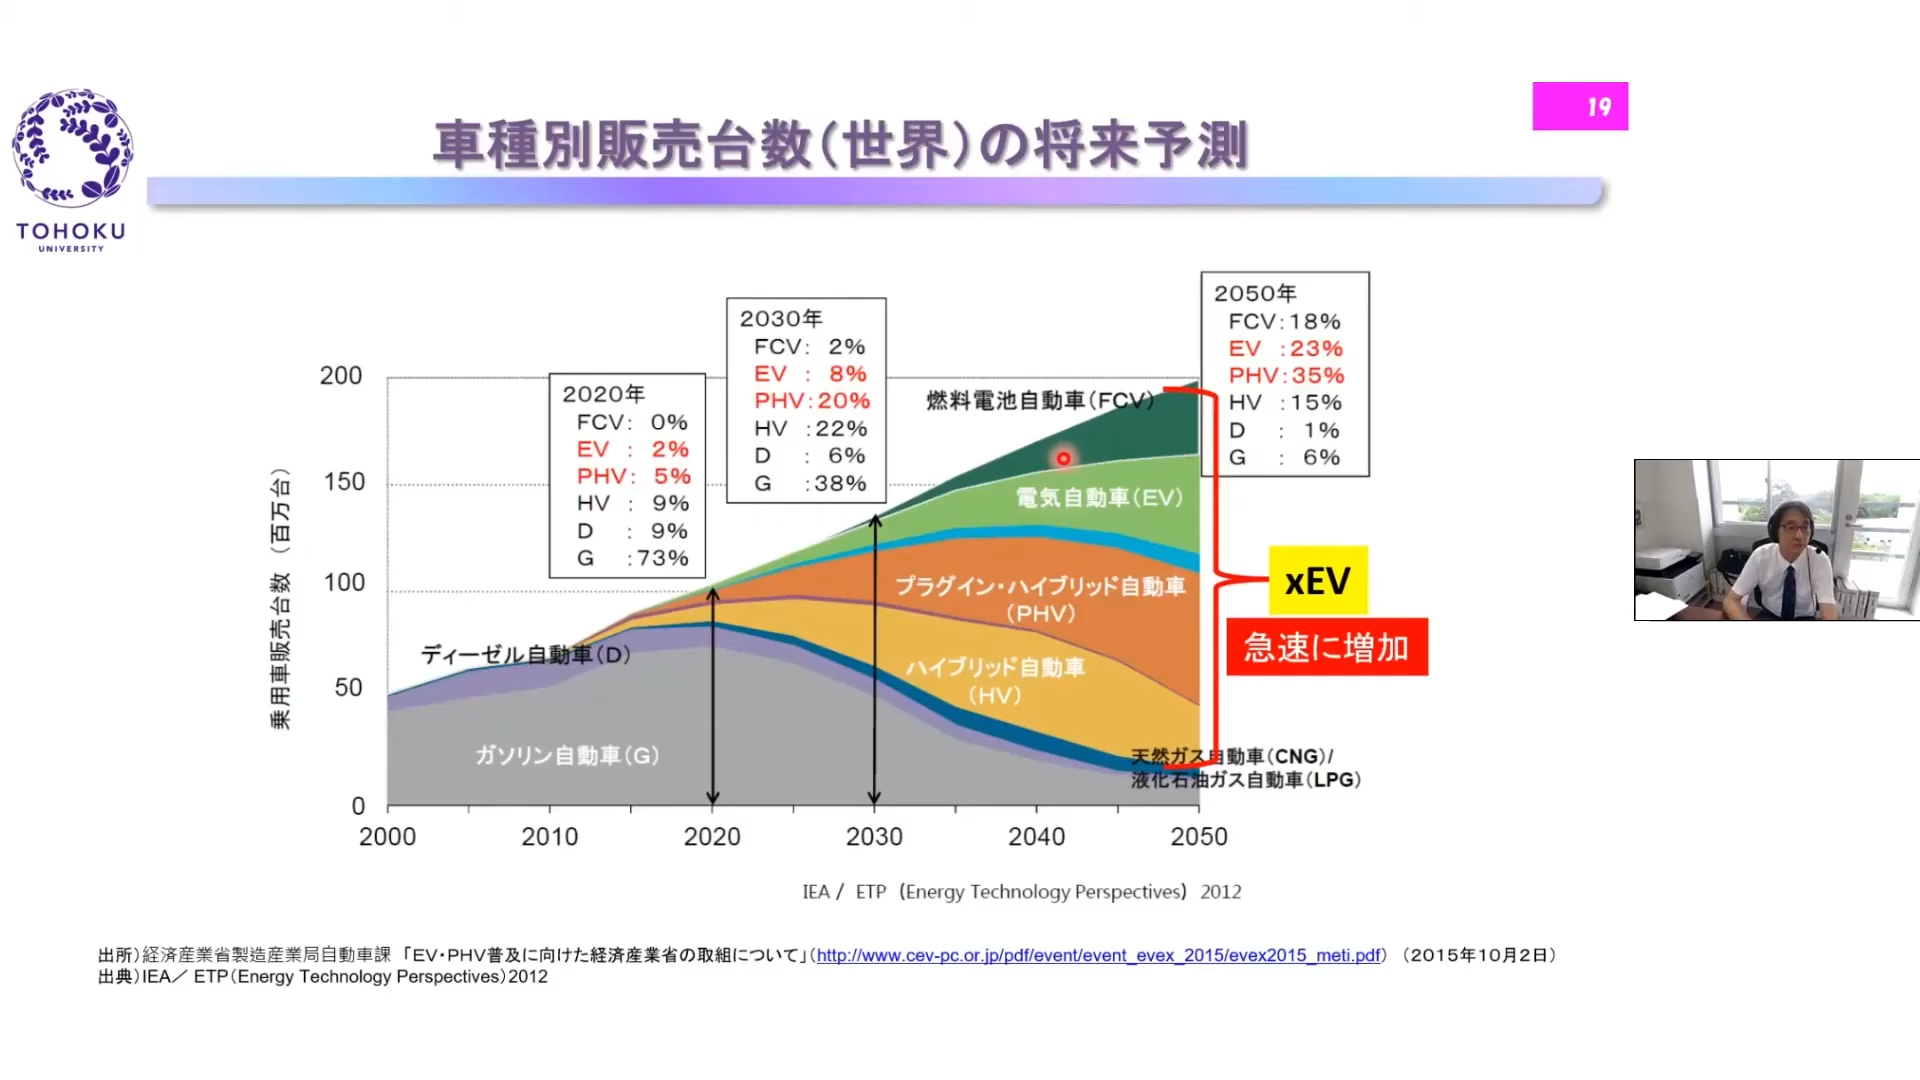 19
車種別販売台数（世界）の将来予測
TOHOKU
UNIVERSITY
2050年
FCV：18%
EV ：23%
PHV：35%
HV ：15%
D ： 1%
G ： 6%
2030年
FCV： 2%
EV ： 8%
PHV：20%
HV ：22%
D ： 6%
G ：38%
2020年
FCV： 0%
EV ： 2%
PHV： 5%
HV ： 9%
D ： 9%
G ：73%
乗用車販売台数（百万台）
200
150
100
50
0
燃料電池自動車（FCV）
電気自動車（EV）
プラグイン・ハイブリッド自動車
（PHV）
ディーゼル自動車（D）
ハイブリッド自動車
（HV）
ガソリン自動車（G）
天然ガス自動車（CNG）/
液化石油ガス自動車（LPG）
xEV
急速に増加
2000 2010 2020 2030 2040 2050
IEA / ETP （Energy Technology Perspectives） 2012
出所）経済産業省製造産業局自動車課 「EV・PHV普及に向けた経済産業省の取組について」（http://www.cev-pc.or.jp/pdf/event/event_evex_2015/evex2015_meti.pdf） （2015年10月2日）
出典）IEA／ ETP（Energy Technology Perspectives）2012